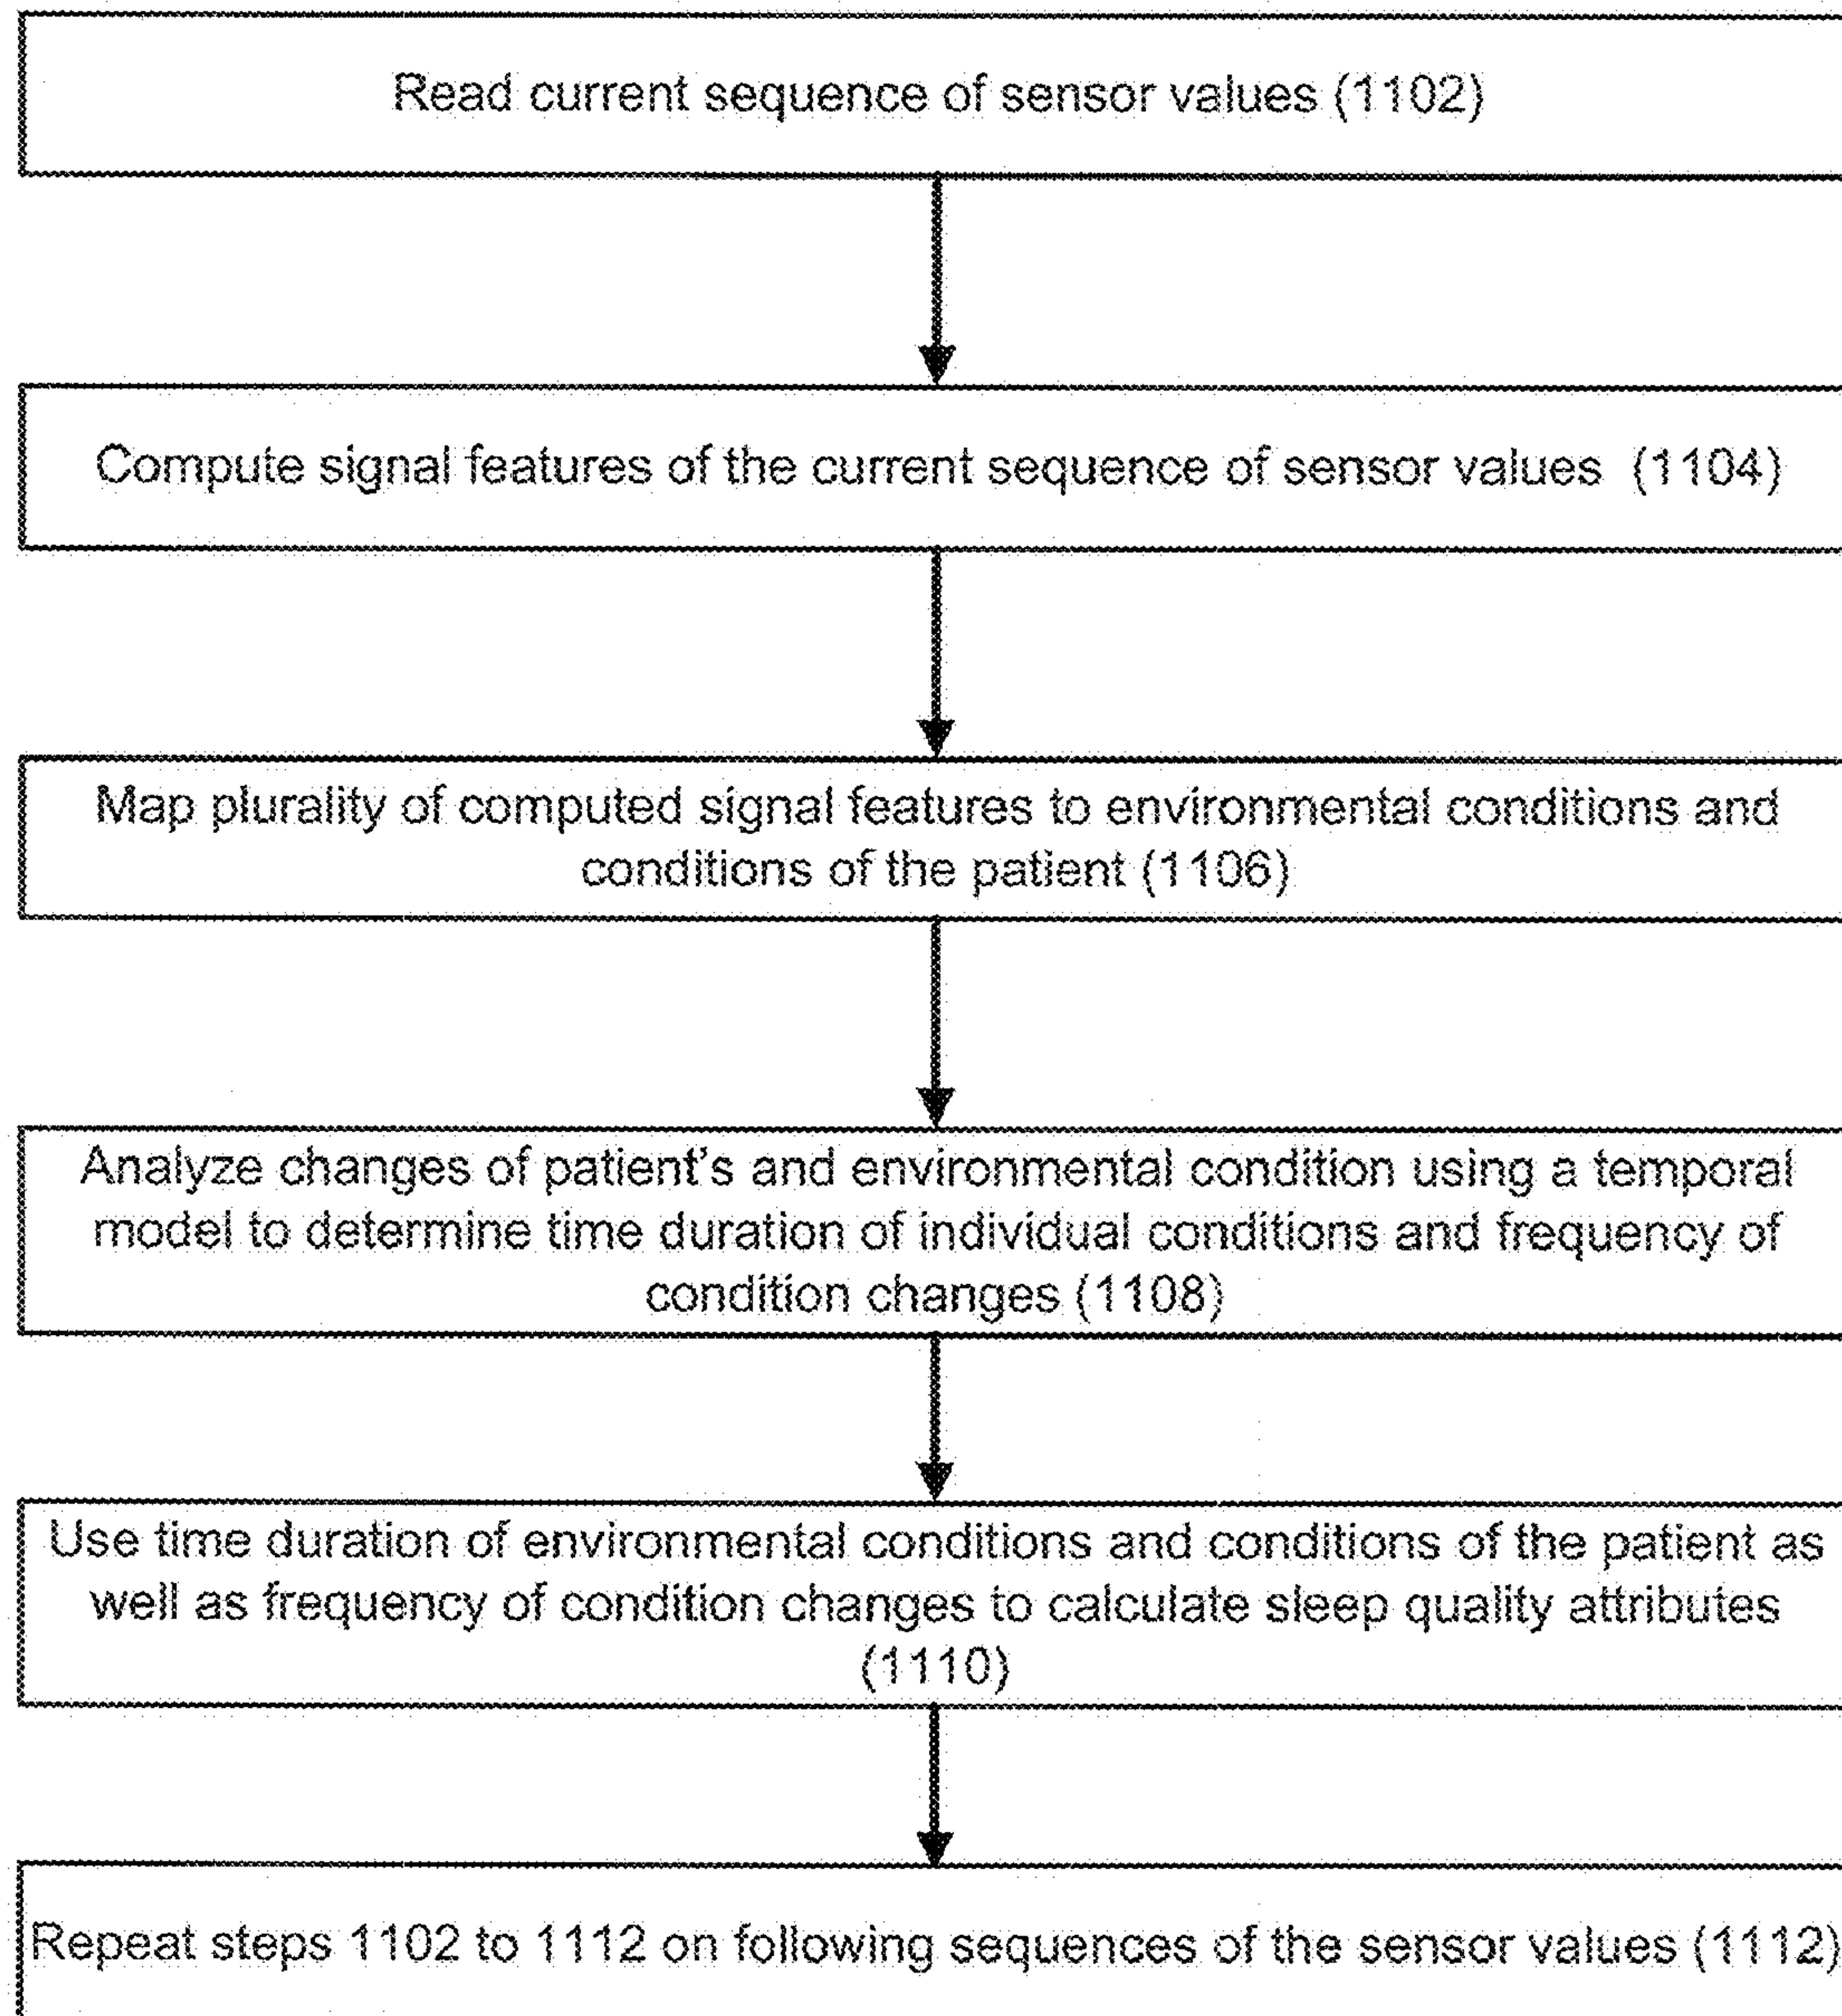 Read current sequence of sensor values (1102)
Compute signal features of the current sequence of sensor values (1104)
Map plurality of computed signal features to environmental conditions and
conditions of the patient (1106)
Analyze changes of patient's and environmental condition using a temporal
model to determine time duration of individual conditions and frequency of
condition changes (1108)
Use time duration of environmental conditions and conditions of the patient as
well as frequency of condition changes to calculate sleep quality attributes
(1110)
Repeat steps 1102 to 1112 on following sequences of the sensor values (1112)